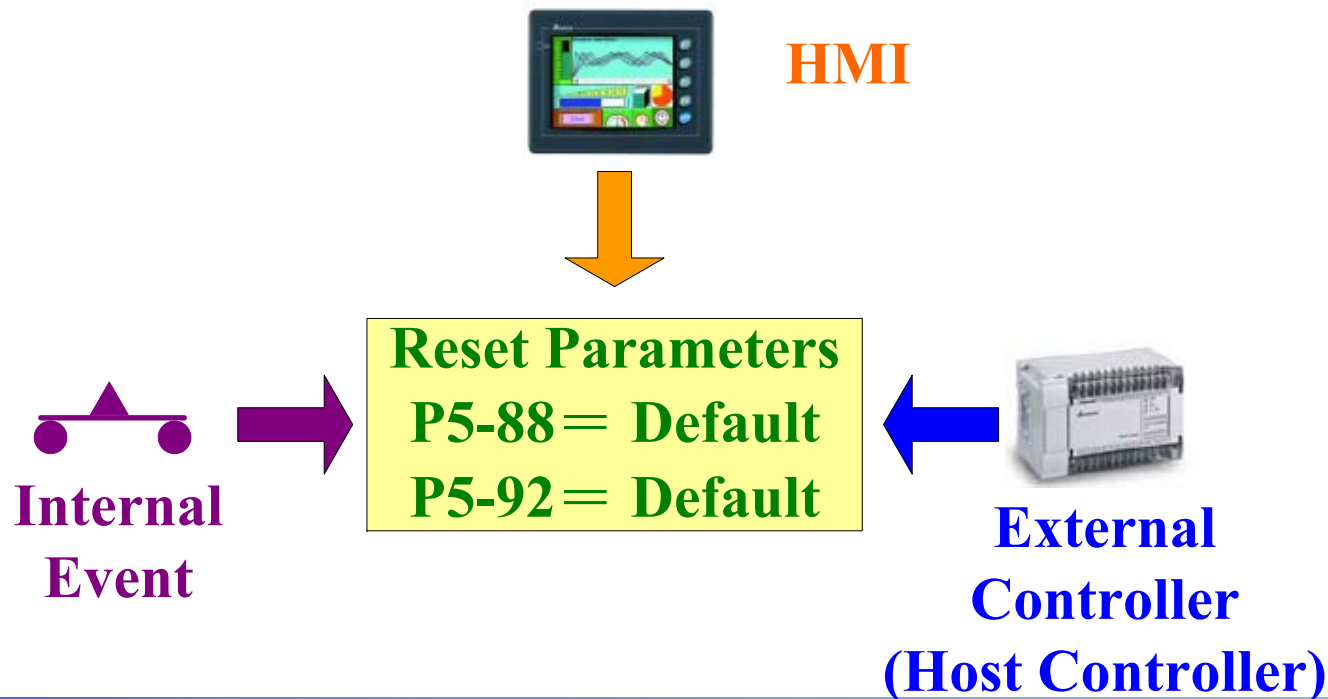 HMI
Reset Parameters
P5-88＝ Default
P5-92＝ Default
Internal
Event
External
Controller
(Host Controller)